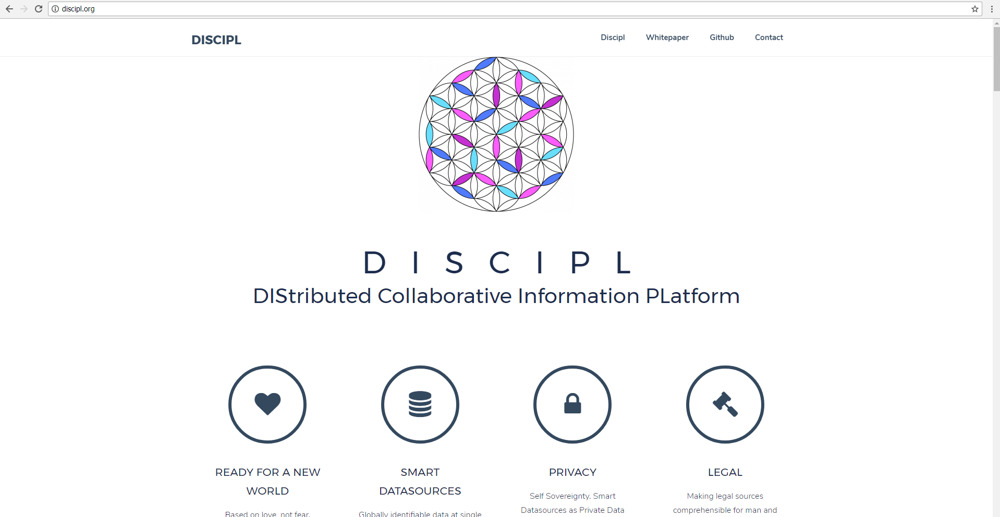 discipl.org
DISCIPL
Discipl
Whitepaper
Github
Contact
D I S C I P L
DIStributed Collaborative Information PLatform
READY FOR A NEW
WORLD
Based on love, not fear.
SMART
DATASOURCES
Globally identifiable data at single
PRIVACY
Self Sovereignty. Smart
Datasources as Private Data
LEGAL
Making legal sources
comprehensible for man and